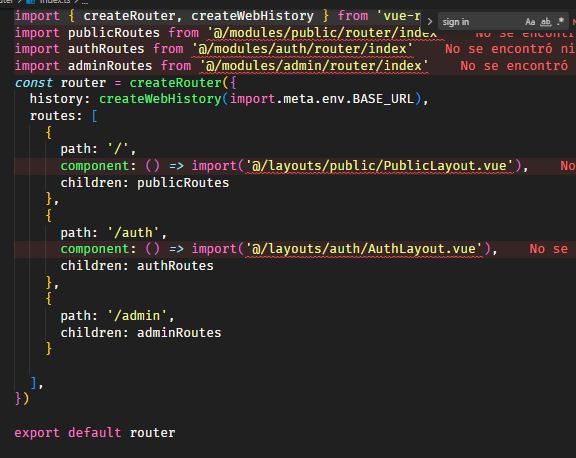 index.ts
import { createRouter, createWebHistory } from 'vue-r
sign in
Aa ab .*
import publicRoutes from '@/modules/public/router/index' No se encontró
import authRoutes from '@/modules/auth/router/index' No se encontró ni
import adminRoutes from '@/modules/admin/router/index' No se encontró
const router = createRouter({
history: createWebHistory(import.meta.env.BASE_URL),
routes: [
{
path: '/',
component: () => import('@/layouts/public/PublicLayout.vue'), No
children: publicRoutes
},
{
path: '/auth',
component: () => import('@/layouts/auth/AuthLayout.vue'), No se
children: authRoutes
},
{
path: '/admin',
children: adminRoutes
}
],
})
export default router